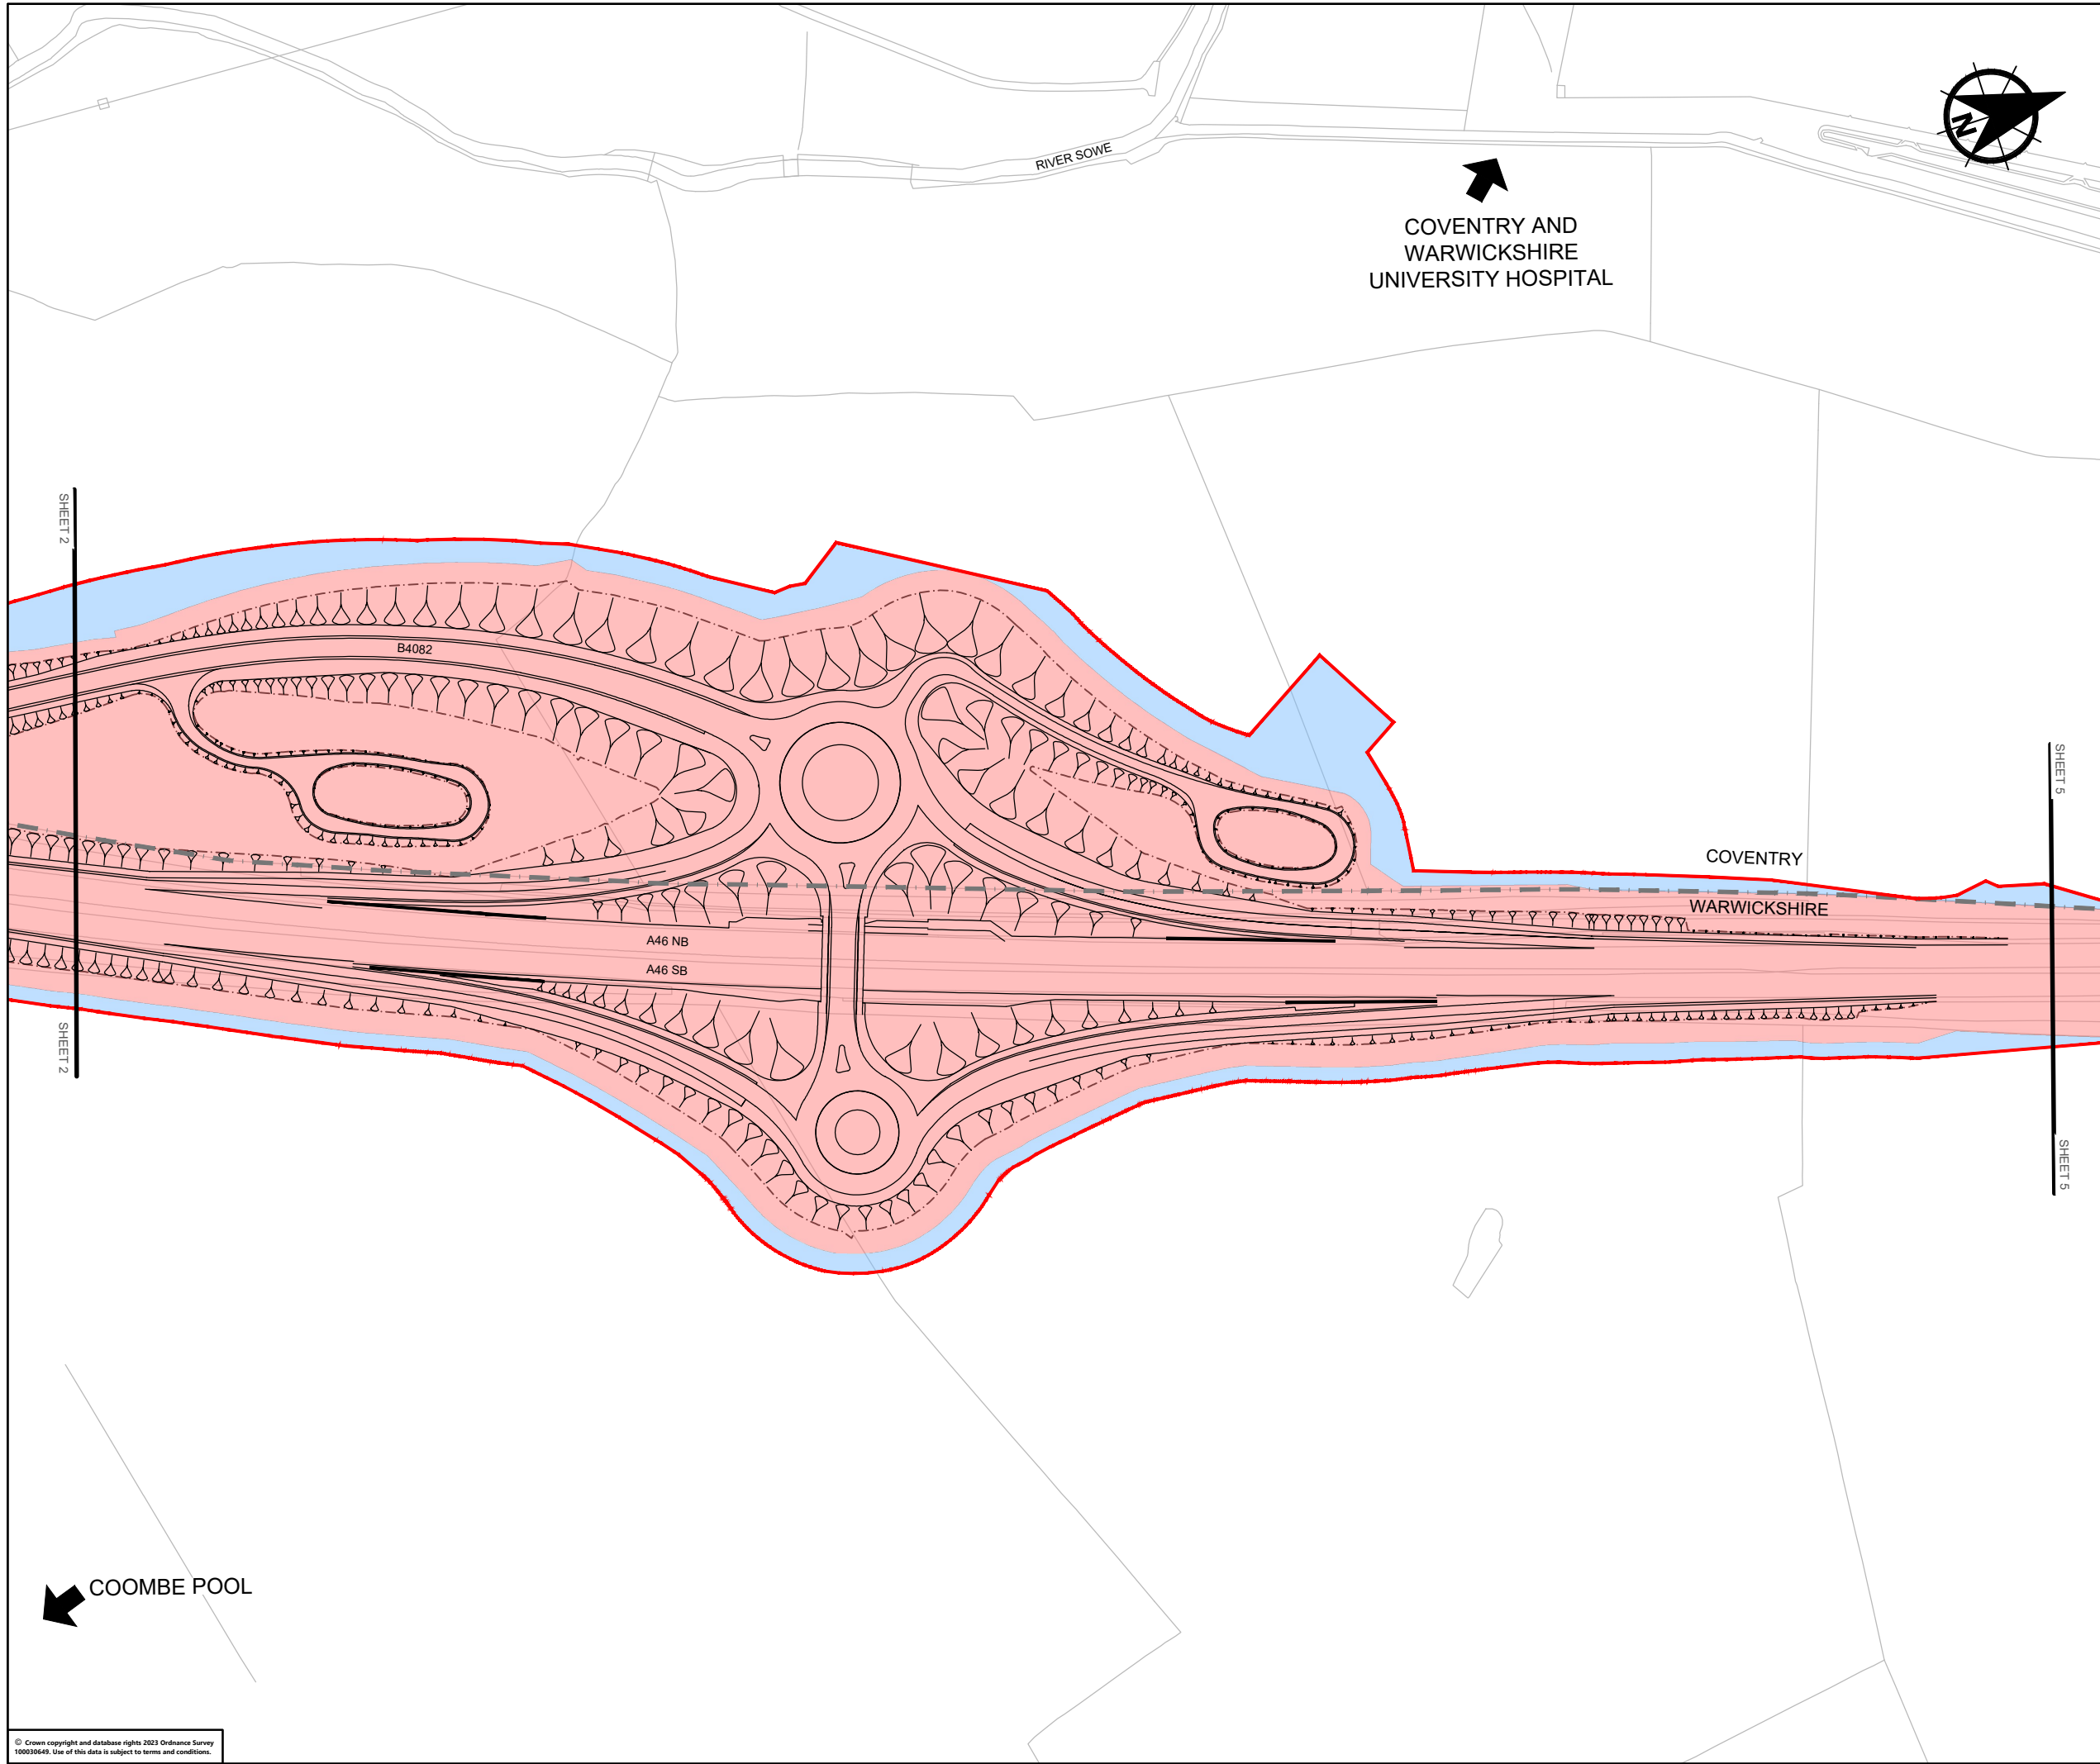 N
RIVER SOWE
COVENTRY AND
WARWICKSHIRE
UNIVERSITY HOSPITAL
SHEET 2
B4082
SHEET 5
COVENTRY
WARWICKSHIRE
A46 NB
A46 SB
SHEET 2
SHEET 5
COOMBE POOL
© Crown copyright and database rights 2023 Ordnance Survey
100030649. Use of this data is subject to terms and conditions.